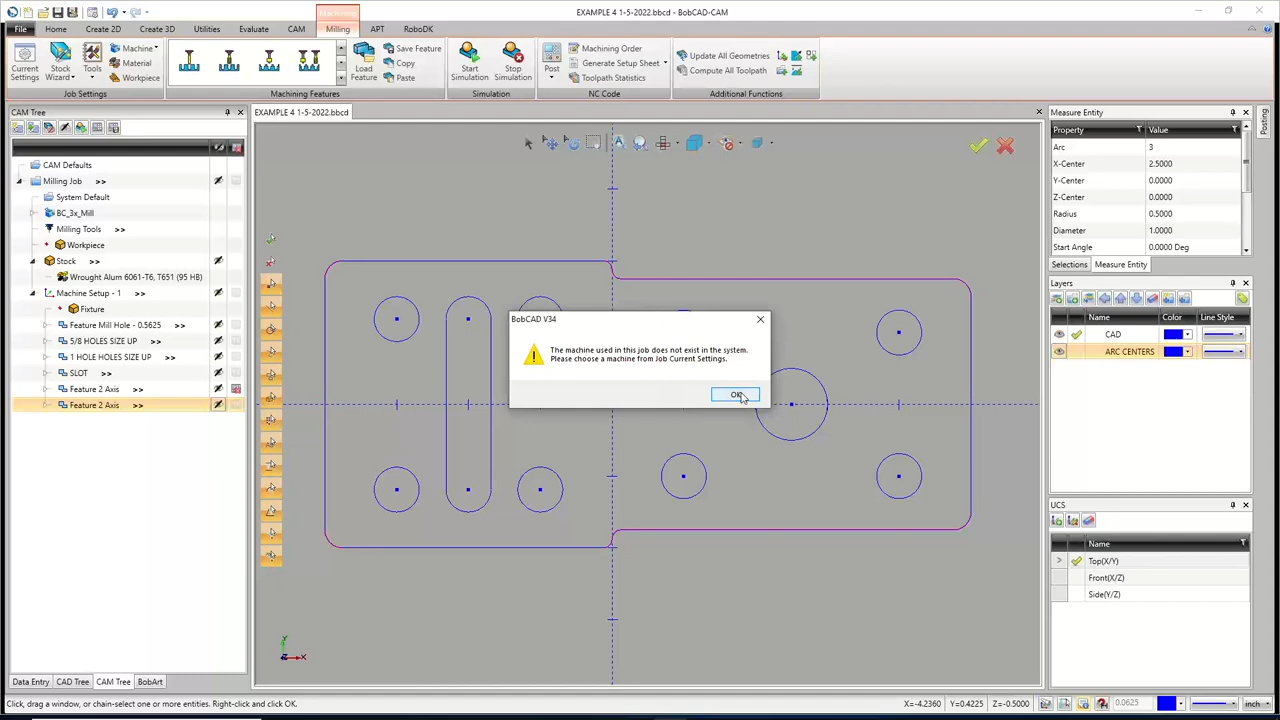 EXAMPLE 4 1-5-2022.bbcd - BobCAD-CAM
Machining
File
Home
Create 2D
Create 3D
Utilities
Evaluate
CAM
Milling
APT
RoboDK
Current
Settings
Stock
Wizard
Tools
Machine
Material
Workpiece
Load
Feature
Save Feature
Copy
Paste
Start
Simulation
Stop
Simulation
Post
Machining Order
Generate Setup Sheet
Toolpath Statistics
Update All Geometries
Compute All Toolpath
Job Settings
Machining Features
Simulation
NC Code
Additional Functions
CAM Tree
EXAMPLE 4 1-5-2022.bbcd
CAM Defaults
Milling Job >>
System Default
BC_3x_Mill
Milling Tools >>
Workpiece
Stock >>
Wrought Alum 6061-T6, T651 (95 HB)
Machine Setup - 1 >>
Fixture
Feature Mill Hole - 0.5625 >>
5/8 HOLES SIZE UP >>
1 HOLE HOLES SIZE UP >>
SLOT >>
Feature 2 Axis >>
Feature 2 Axis >>
Data Entry
CAD Tree
CAM Tree
BobArt
BobCAD V34
The machine used in this job does not exist in the system.
Please choose a machine from Job Current Settings.
OK
Measure Entity
Property Value
Arc 3
X-Center 2.5000
Y-Center 0.0000
Z-Center 0.0000
Radius 0.5000
Diameter 1.0000
Start Angle 0.0000 Deg
Selections
Measure Entity
Posting
Layers
Name Color Line Style
CAD
ARC CENTERS
UCS
Name
Top(X/Y)
Front(X/Z)
Side(Y/Z)
Y
Z X
Click, drag a window, or chain-select one or more entities. Right-click and click OK.
X=-4.2360 Y=0.4225 Z=-0.5000
0.0625
inch